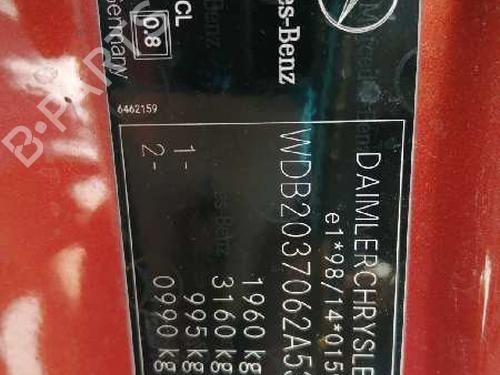 DAIMLERCHRYSLE
e1*98/14*015
WDB2037062A5
1960 kg
3160 kg
1- 995 kg
2- 0990 kg
es-Benz
CL
0.8
Germany
6462159
B-PARTS